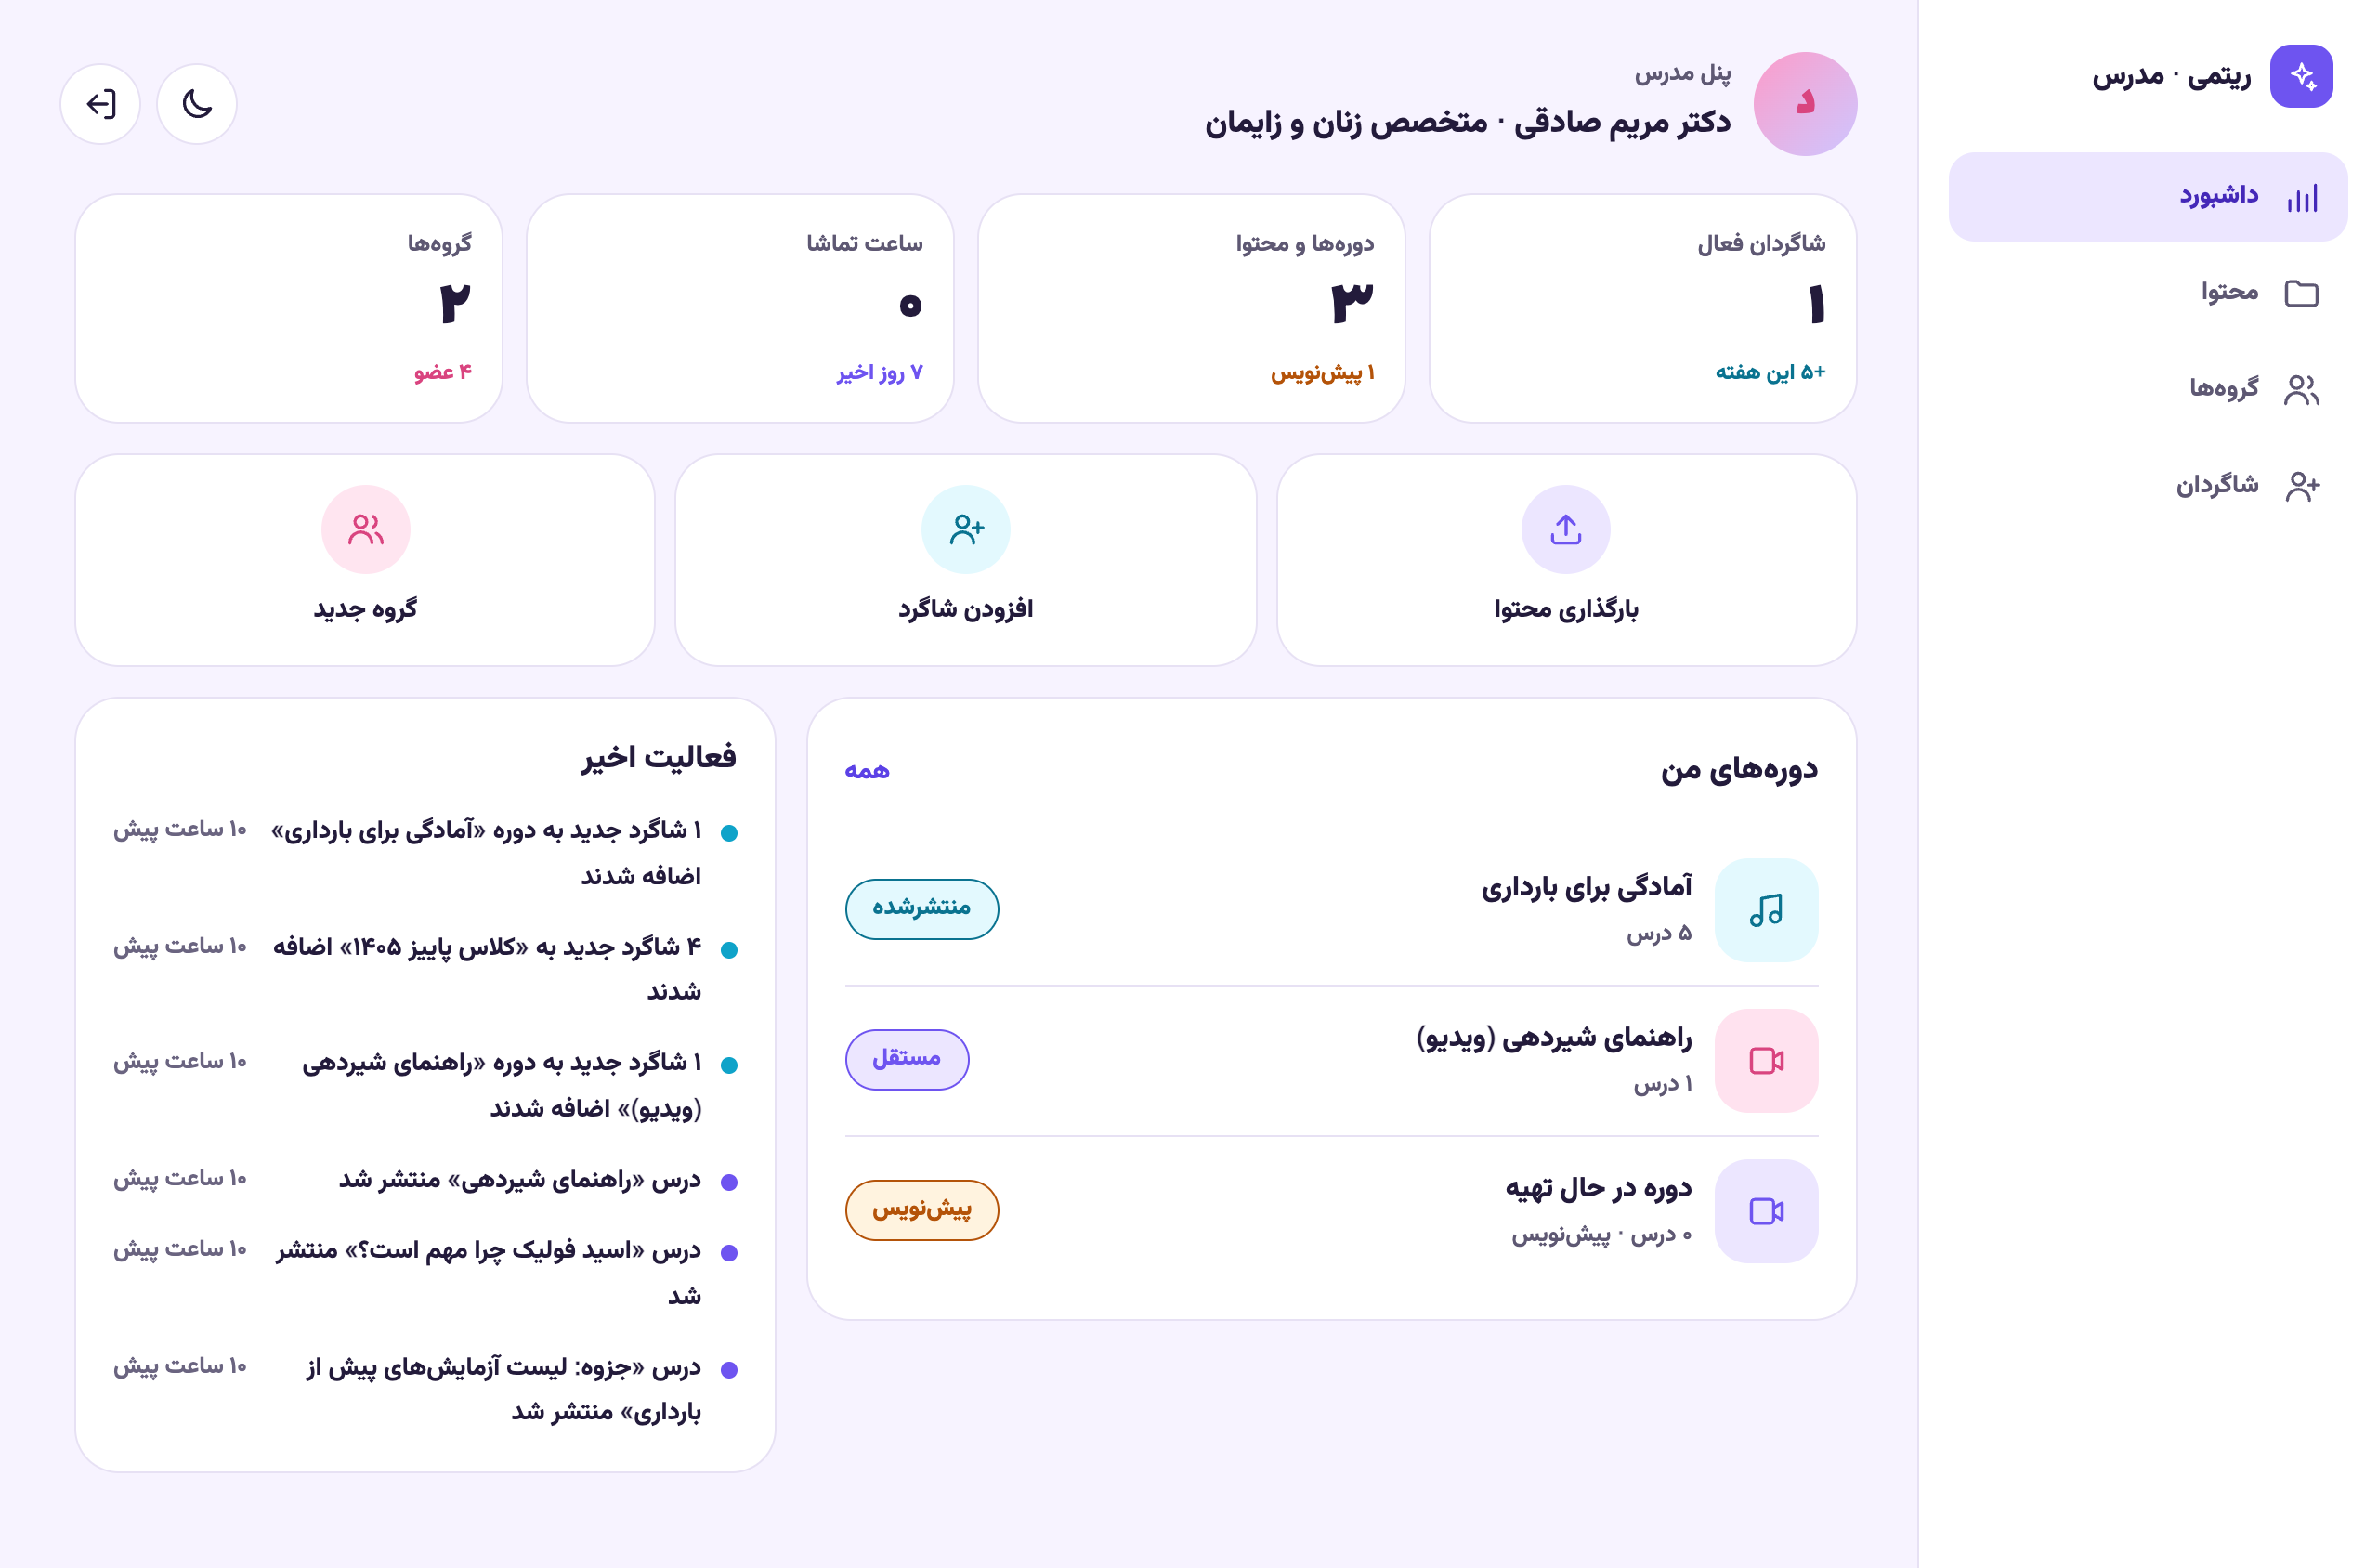 ریتمی · مدرس
داشبورد
محتوا
گروه‌ها
شاگردان
د
پنل مدرس
دکتر مریم صادقی · متخصص زنان و زایمان
شاگردان فعال
۱
+۵ این هفته
دوره‌ها و محتوا
۳
۱ پیش‌نویس
ساعت تماشا
۰
۷ روز اخیر
گروه‌ها
۲
۴ عضو
بارگذاری محتوا
افزودن شاگرد
گروه جدید
دوره‌های من
همه
آمادگی برای بارداری
۵ درس
منتشرشده
راهنمای شیردهی (ویدیو)
۱ درس
مستقل
دوره در حال تهیه
۰ درس · پیش‌نویس
پیش‌نویس
فعالیت اخیر
۱ شاگرد جدید به دوره «آمادگی برای بارداری»
اضافه شدند
۱۰ ساعت پیش
۴ شاگرد جدید به «کلاس پاییز ۱۴۰۵» اضافه
شدند
۱۰ ساعت پیش
۱ شاگرد جدید به دوره «راهنمای شیردهی
(ویدیو)» اضافه شدند
۱۰ ساعت پیش
درس «راهنمای شیردهی» منتشر شد
۱۰ ساعت پیش
درس «اسید فولیک چرا مهم است؟» منتشر
شد
۱۰ ساعت پیش
درس «جزوه: لیست آزمایش‌های پیش از
بارداری» منتشر شد
۱۰ ساعت پیش